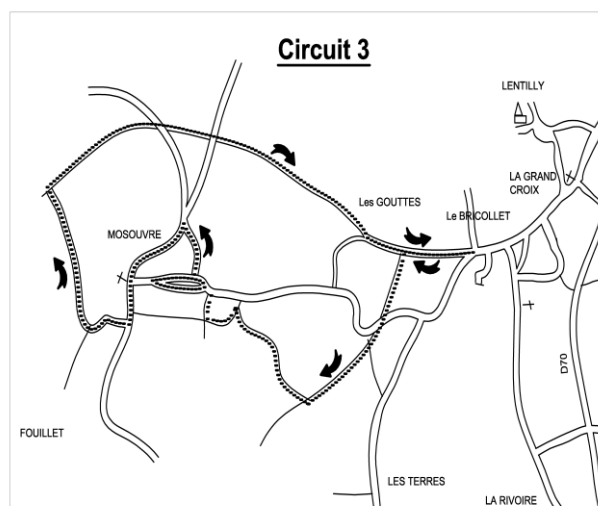 Circuit 3
LENTILLY
LA GRAND
CROIX
Les GOUTTES
Le BRICOLLET
MOSOUVRE
D70
FOUILLET
LES TERRES
LA RIVOIRE